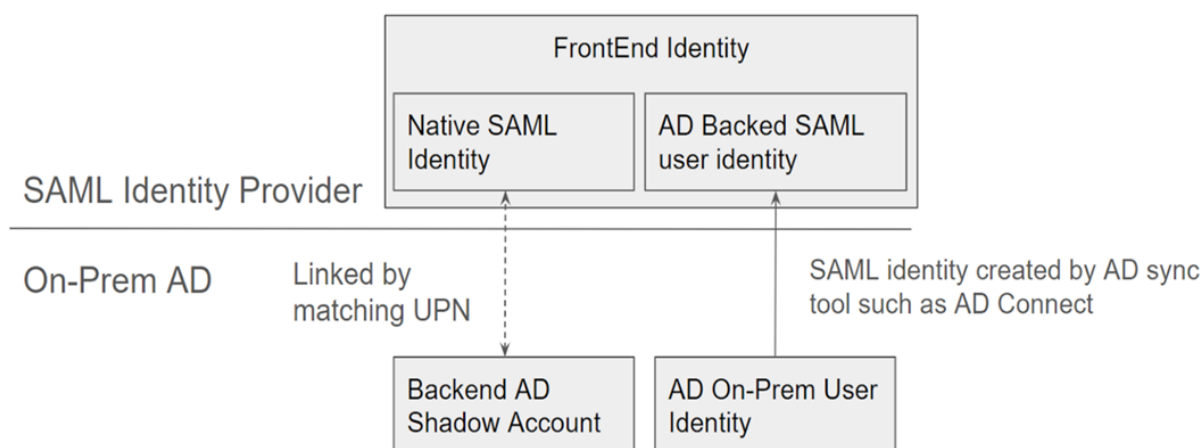 FrontEnd Identity
Native SAML
Identity
AD Backed SAML
user identity
SAML Identity Provider
On-Prem AD
Linked by
matching UPN
SAML identity created by AD sync
tool such as AD Connect
Backend AD
Shadow Account
AD On-Prem User
Identity